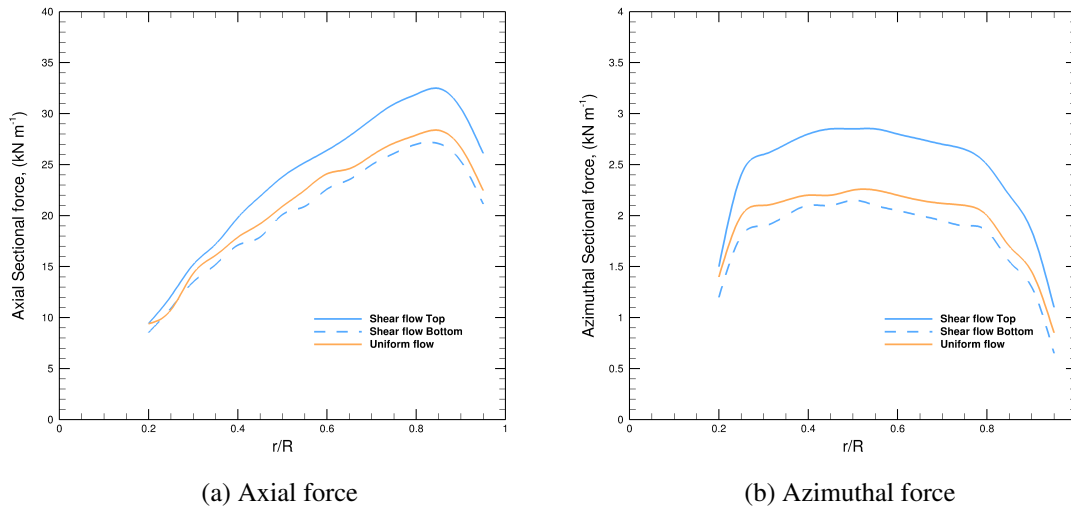 40
35
30
25
20
15
10
5
0
0
0.2
0.4
0.6
0.8
1
Axial Sectional force, (kN m-1)
r/R
Shear flow Top
Shear flow Bottom
Uniform flow
(a) Axial force
4
3.5
3
2.5
2
1.5
1
0.5
0
0
0.2
0.4
0.6
0.8
1
Azimuthal Sectional force, (kN m-1)
r/R
Shear flow Top
Shear flow Bottom
Uniform flow
(b) Azimuthal force